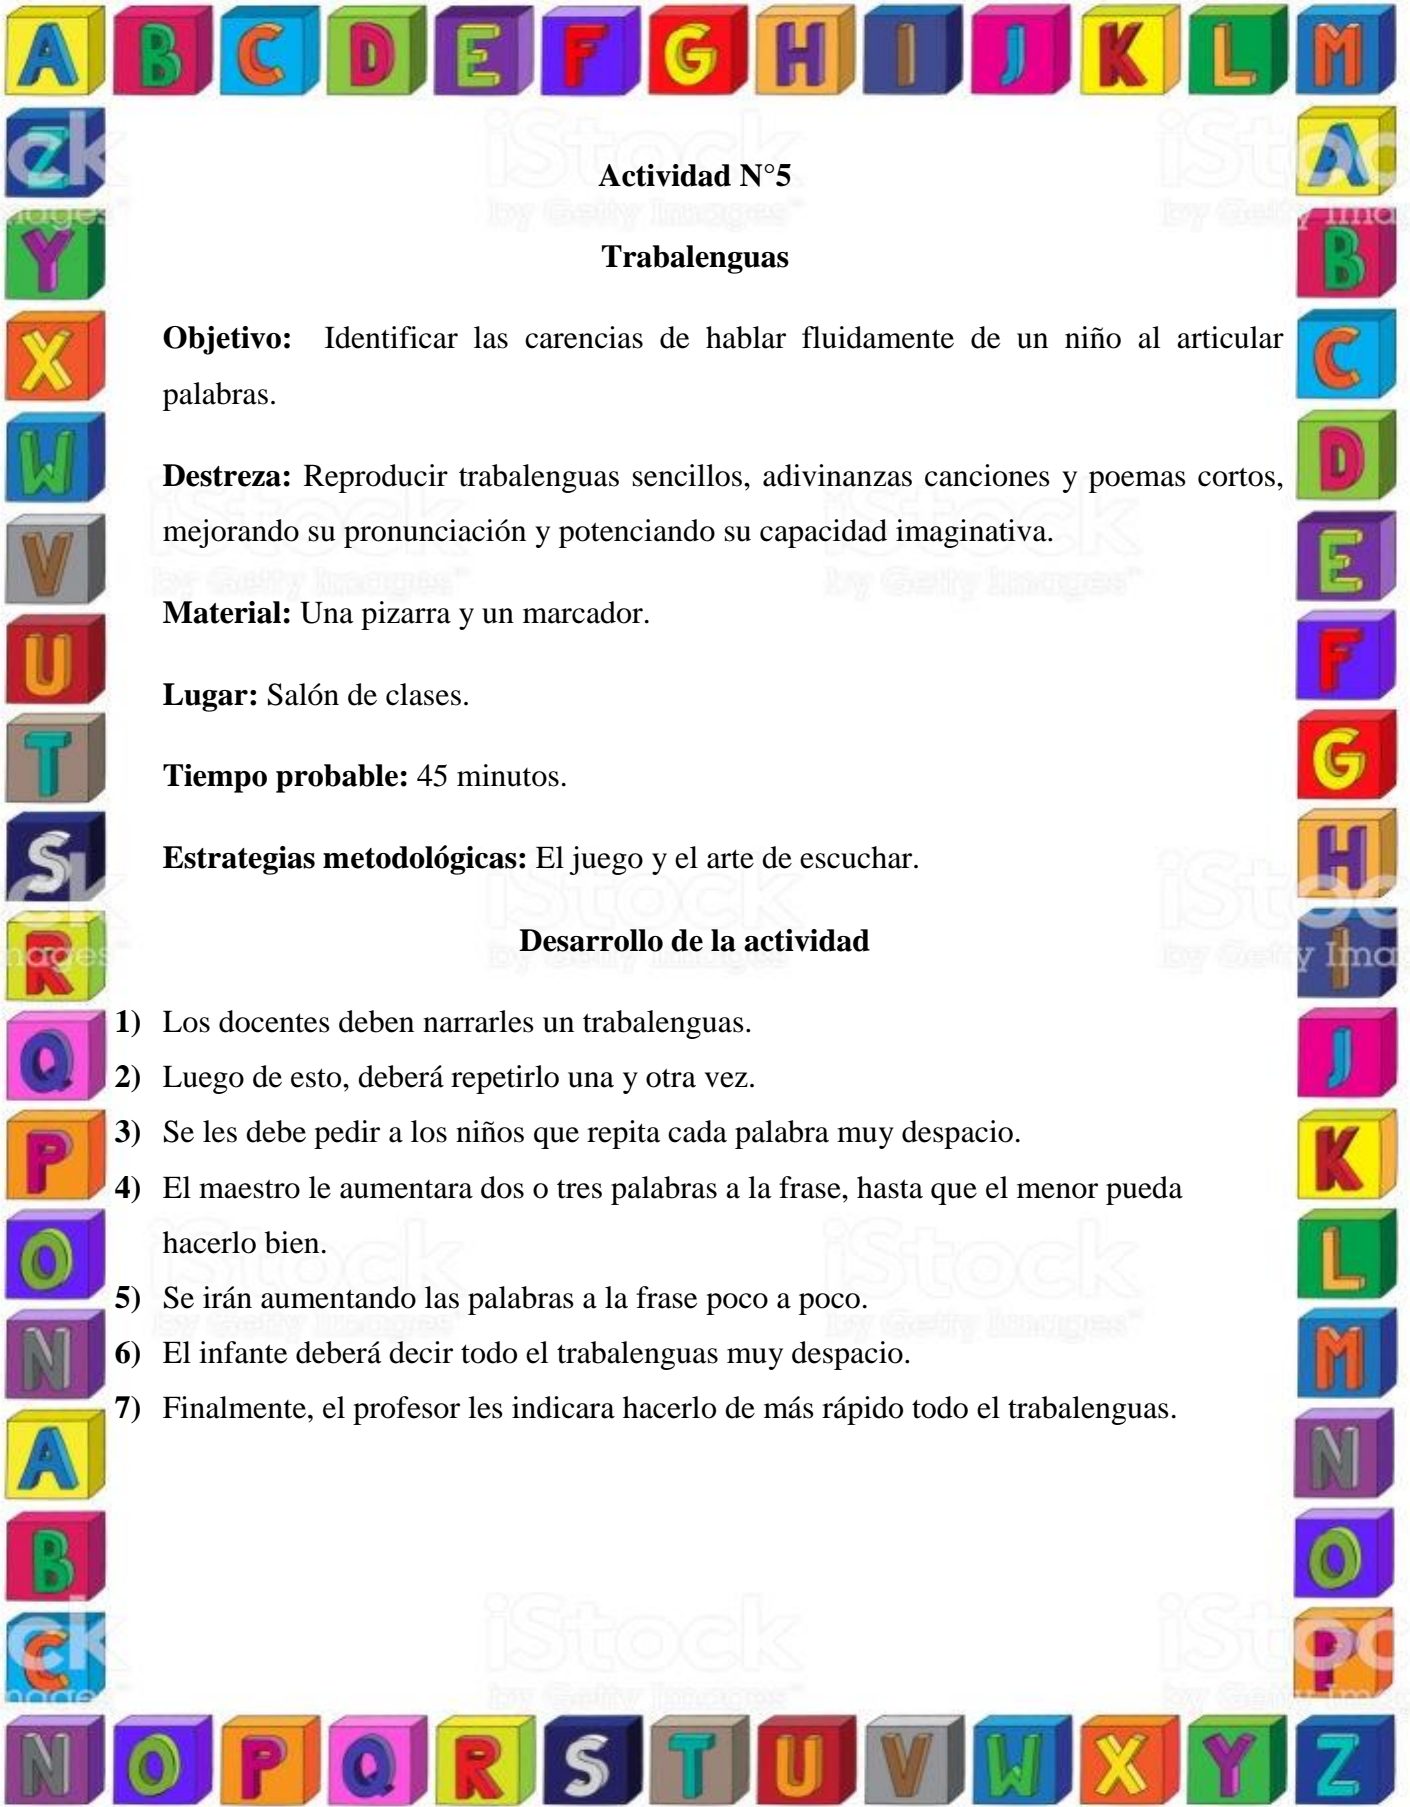 A B C D E F G H I J K L M
Z
A
Actividad N°5
Y
B
Trabalenguas
X
C
Objetivo: Identificar las carencias de hablar fluidamente de un niño al articular
palabras.
W
D
Destreza: Reproducir trabalenguas sencillos, adivinanzas canciones y poemas cortos,
mejorando su pronunciación y potenciando su capacidad imaginativa.
V
E
Material: Una pizarra y un marcador.
U
F
Lugar: Salón de clases.
T
G
Tiempo probable: 45 minutos.
S
H
Estrategias metodológicas: El juego y el arte de escuchar.
R
I
Desarrollo de la actividad
1) Los docentes deben narrarles un trabalenguas.
Q
J
2) Luego de esto, deberá repetirlo una y otra vez.
3) Se les debe pedir a los niños que repita cada palabra muy despacio.
P
K
4) El maestro le aumentara dos o tres palabras a la frase, hasta que el menor pueda
hacerlo bien.
O
L
5) Se irán aumentando las palabras a la frase poco a poco.
6) El infante deberá decir todo el trabalenguas muy despacio.
N
M
7) Finalmente, el profesor les indicara hacerlo de más rápido todo el trabalenguas.
A
N
B
O
C
P
N O P Q R S T U V W X Y Z
iStock
by Getty Images™